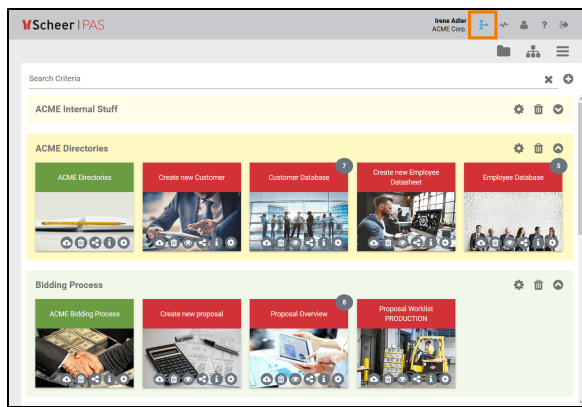 Scheer PAS
Irene Adler
ACME Corp.
?
Search Criteria
ACME Internal Stuff
ACME Directories
ACME Directories
Create new Customer
7
Customer Database
Create new Employee
Datasheet
5
Employee Database
Bidding Process
ACME Bidding Process
Create new proposal
8
Proposal Overview
Proposal Worklist
PRODUCTION